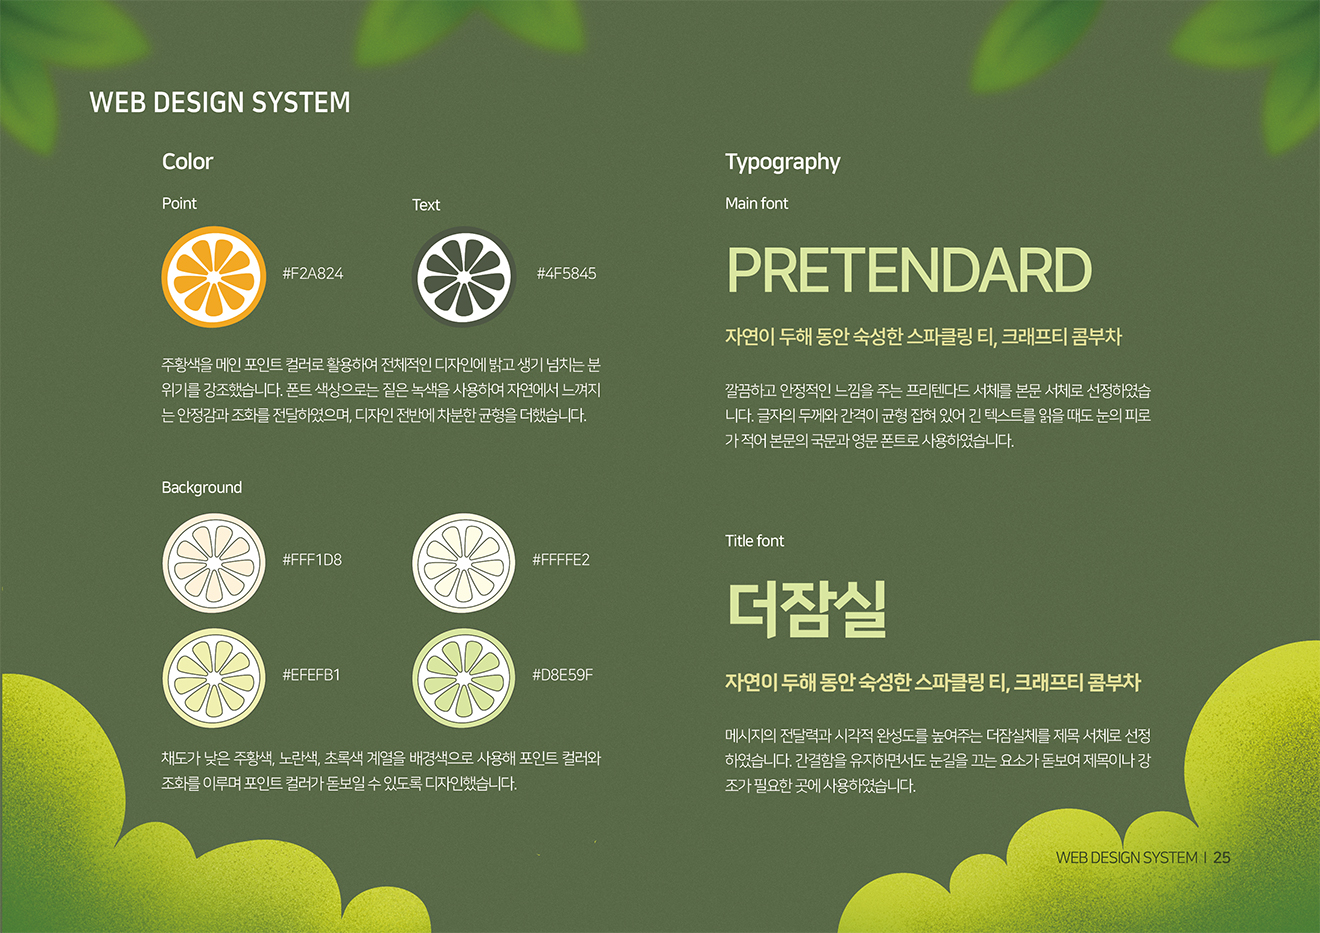 WEB DESIGN SYSTEM
Color
Point
Text
#F2A824
#4F5845
주황색을 메인 포인트 컬러로 활용하여 전체적인 디자인에 밝고 생기 넘치는 분
위기를 강조했습니다. 폰트 색상으로는 짙은 녹색을 사용하여 자연에서 느껴지
는 안정감과 조화를 전달하였으며, 디자인 전반에 차분한 균형을 더했습니다.
Background
#FFF1D8
#FFFFE2
#EFEFB1
#D8E59F
채도가 낮은 주황색, 노란색, 초록색 계열을 배경색으로 사용해 포인트 컬러와
조화를 이루며 포인트 컬러가 돋보일 수 있도록 디자인했습니다.
Typography
Main font
PRETENDARD
자연이 두해 동안 숙성한 스파클링 티, 크래프티 콤부차
깔끔하고 안정적인 느낌을 주는 프리텐다드 서체를 본문 서체로 선정하였습
니다. 글자의 두께와 간격이 균형 잡혀 있어 긴 텍스트를 읽을 때도 눈의 피로
가 적어 본문의 국문과 영문 폰트로 사용하였습니다.
Title font
더잠실
자연이 두해 동안 숙성한 스파클링 티, 크래프티 콤부차
메시지의 전달력과 시각적 완성도를 높여주는 더잠실체를 제목 서체로 선정
하였습니다. 간결함을 유지하면서도 눈길을 끄는 요소가 돋보여 제목이나 강
조가 필요한 곳에 사용하였습니다.
WEB DESIGN SYSTEM | 25